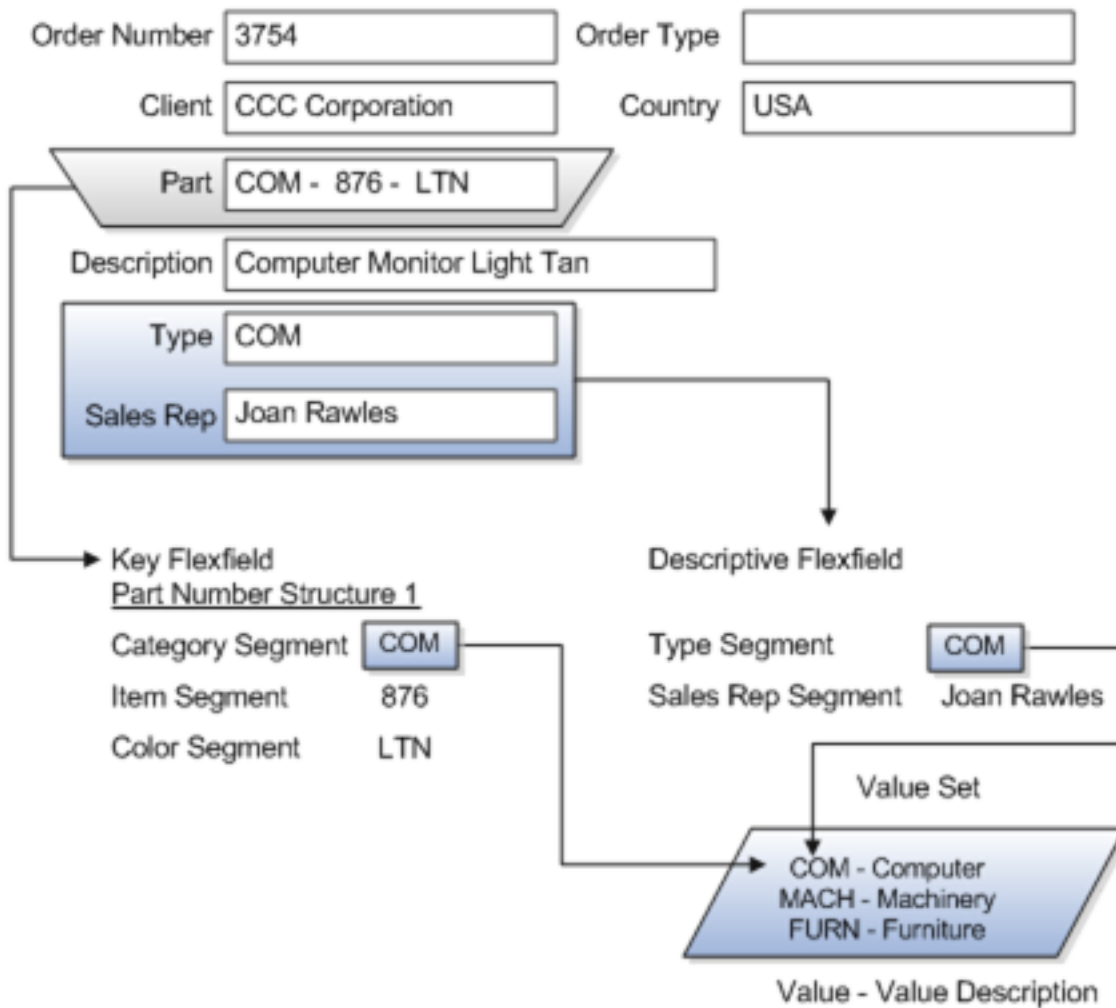 Order Number 3754 Order Type
Client CCC Corporation Country USA
Part COM - 876 - LTN
Description Computer Monitor Light Tan
Type COM
Sales Rep Joan Rawles
Key Flexfield Descriptive Flexfield
Part Number Structure 1
Category Segment COM Type Segment COM
Item Segment 876 Sales Rep Segment Joan Rawles
Color Segment LTN
Value Set
COM - Computer
MACH - Machinery
FURN - Furniture
Value - Value Description